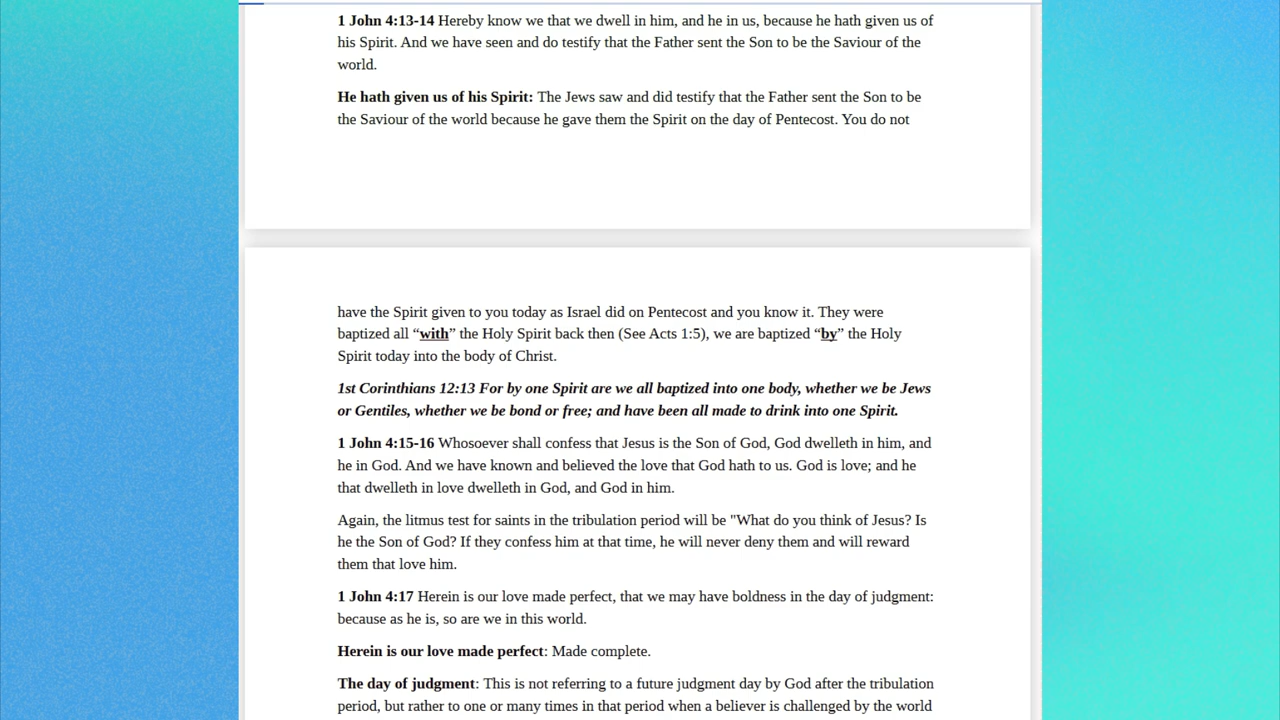 1 John 4:13-14 Hereby know we that we dwell in him, and he in us, because he hath given us of
his Spirit. And we have seen and do testify that the Father sent the Son to be the Saviour of the
world.
He hath given us of his Spirit: The Jews saw and did testify that the Father sent the Son to be
the Saviour of the world because he gave them the Spirit on the day of Pentecost. You do not
have the Spirit given to you today as Israel did on Pentecost and you know it. They were
baptized all “with” the Holy Spirit back then (See Acts 1:5), we are baptized “by” the Holy
Spirit today into the body of Christ.
1st Corinthians 12:13 For by one Spirit are we all baptized into one body, whether we be Jews
or Gentiles, whether we be bond or free; and have been all made to drink into one Spirit.
1 John 4:15-16 Whosoever shall confess that Jesus is the Son of God, God dwelleth in him, and
he in God. And we have known and believed the love that God hath to us. God is love; and he
that dwelleth in love dwelleth in God, and God in him.
Again, the litmus test for saints in the tribulation period will be "What do you think of Jesus? Is
he the Son of God? If they confess him at that time, he will never deny them and will reward
them that love him.
1 John 4:17 Herein is our love made perfect, that we may have boldness in the day of judgment:
because as he is, so are we in this world.
Herein is our love made perfect: Made complete.
The day of judgment: This is not referring to a future judgment day by God after the tribulation
period, but rather to one or many times in that period when a believer is challenged by the world